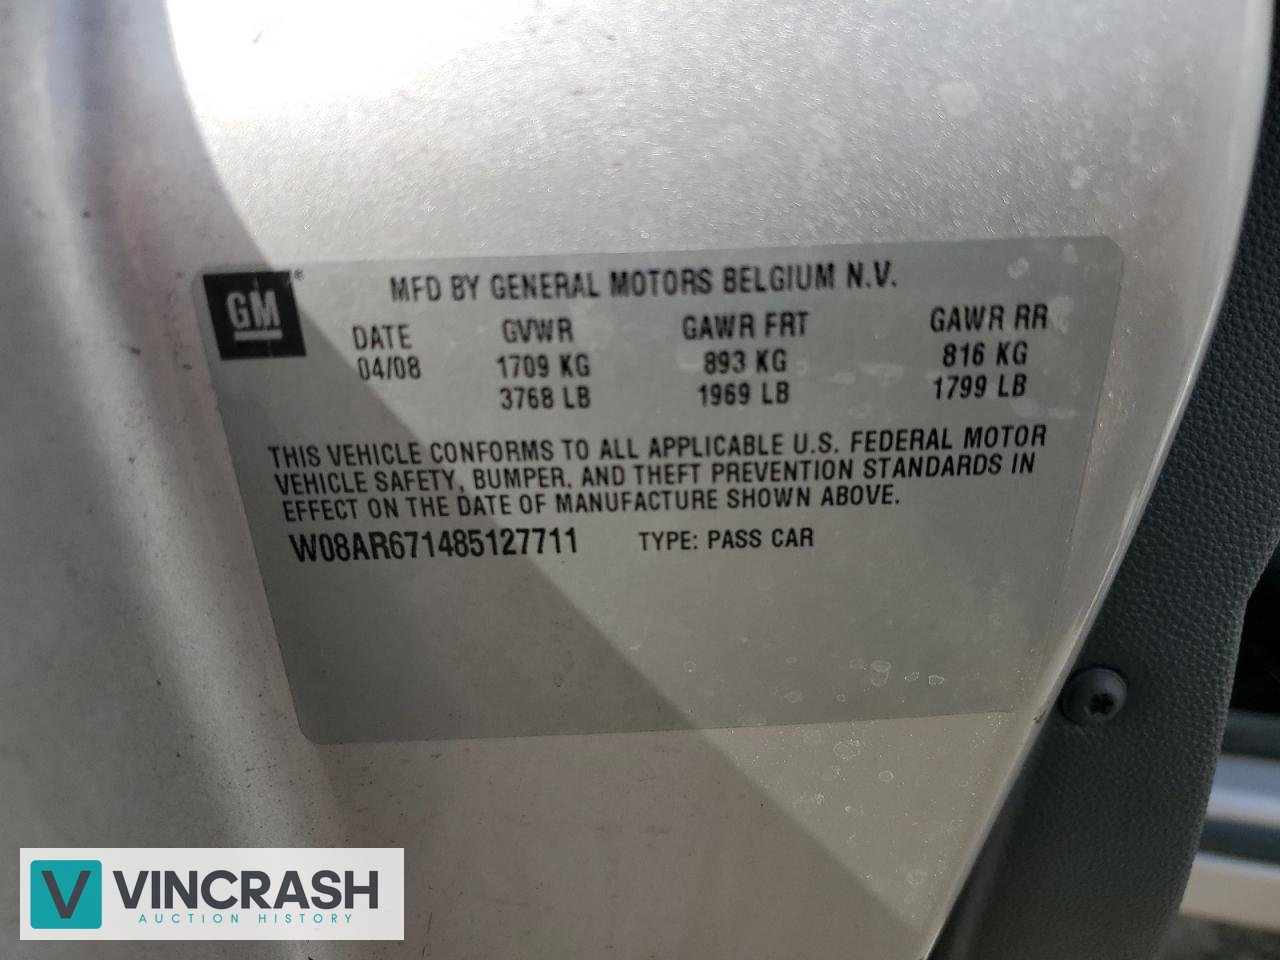 GM®
MFD BY GENERAL MOTORS BELGIUM N.V.
DATE GVWR GAWR FRT GAWR RR
04/08 1709 KG 893 KG 816 KG
3768 LB 1969 LB 1799 LB
THIS VEHICLE CONFORMS TO ALL APPLICABLE U.S. FEDERAL MOTOR
VEHICLE SAFETY, BUMPER, AND THEFT PREVENTION STANDARDS IN
EFFECT ON THE DATE OF MANUFACTURE SHOWN ABOVE.
W08AR671485127711 TYPE: PASS CAR
V VINCRASH
AUCTION HISTORY